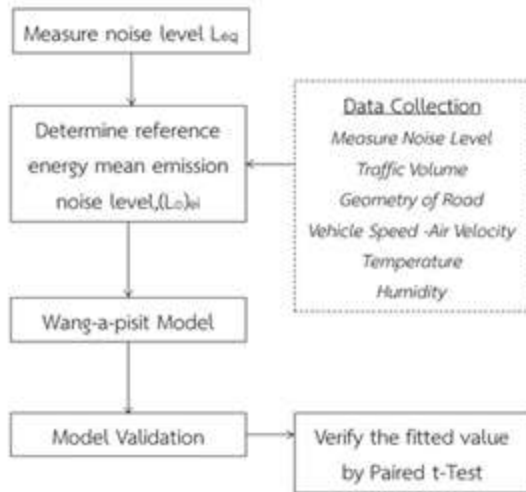 Measure noise level Leq
Determine reference
energy mean emission
noise level,(Lo)ei
Data Collection
Measure Noise Level
Traffic Volume
Geometry of Road
Vehicle Speed -Air Velocity
Temperature
Humidity
Wang-a-pisit Model
Model Validation
Verify the fitted value
by Paired t-Test